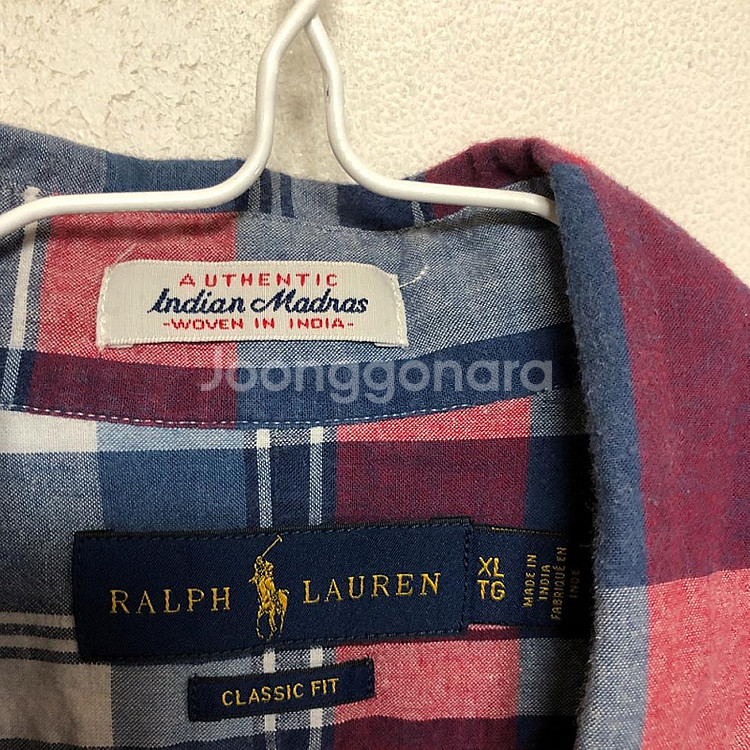 AUTHENTIC
Indian Madras
-WOVEN IN INDIA-
Joonggonara
RALPH LAUREN
XL
TG
MADE IN
INDIA
FABRIQUÉ EN
INDE
CLASSIC FIT